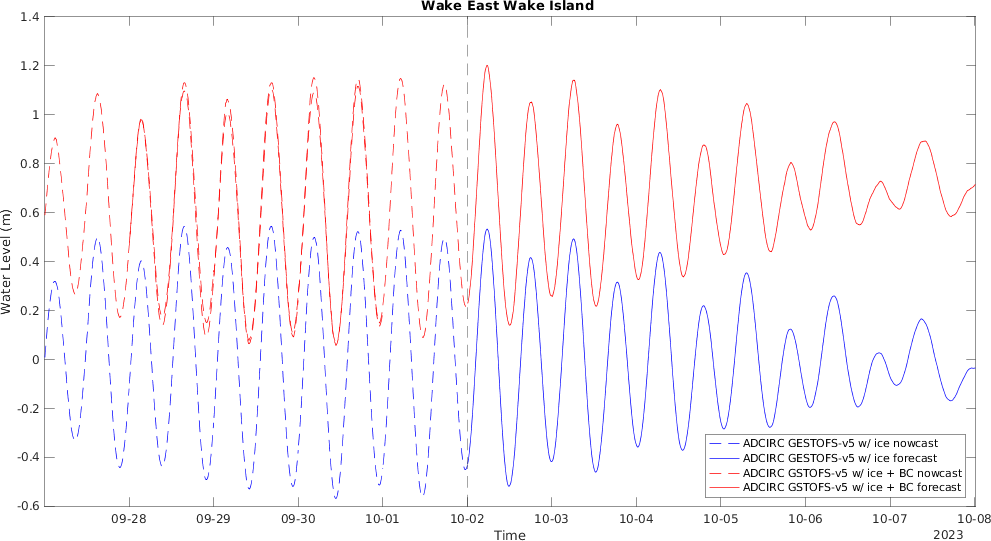 Wake East Wake Island
1.4
1.2
1
0.8
0.6
0.4
0.2
0
-0.2
-0.4
-0.6
Water Level (m)
ADCIRC GESTOFS-v5 w/ ice nowcast
ADCIRC GESTOFS-v5 w/ ice forecast
ADCIRC GSTOFS-v5 w/ ice + BC nowcast
ADCIRC GSTOFS-v5 w/ ice + BC forecast
09-28 09-29 09-30 10-01 10-02 10-03 10-04 10-05 10-06 10-07 10-08
Time
2023